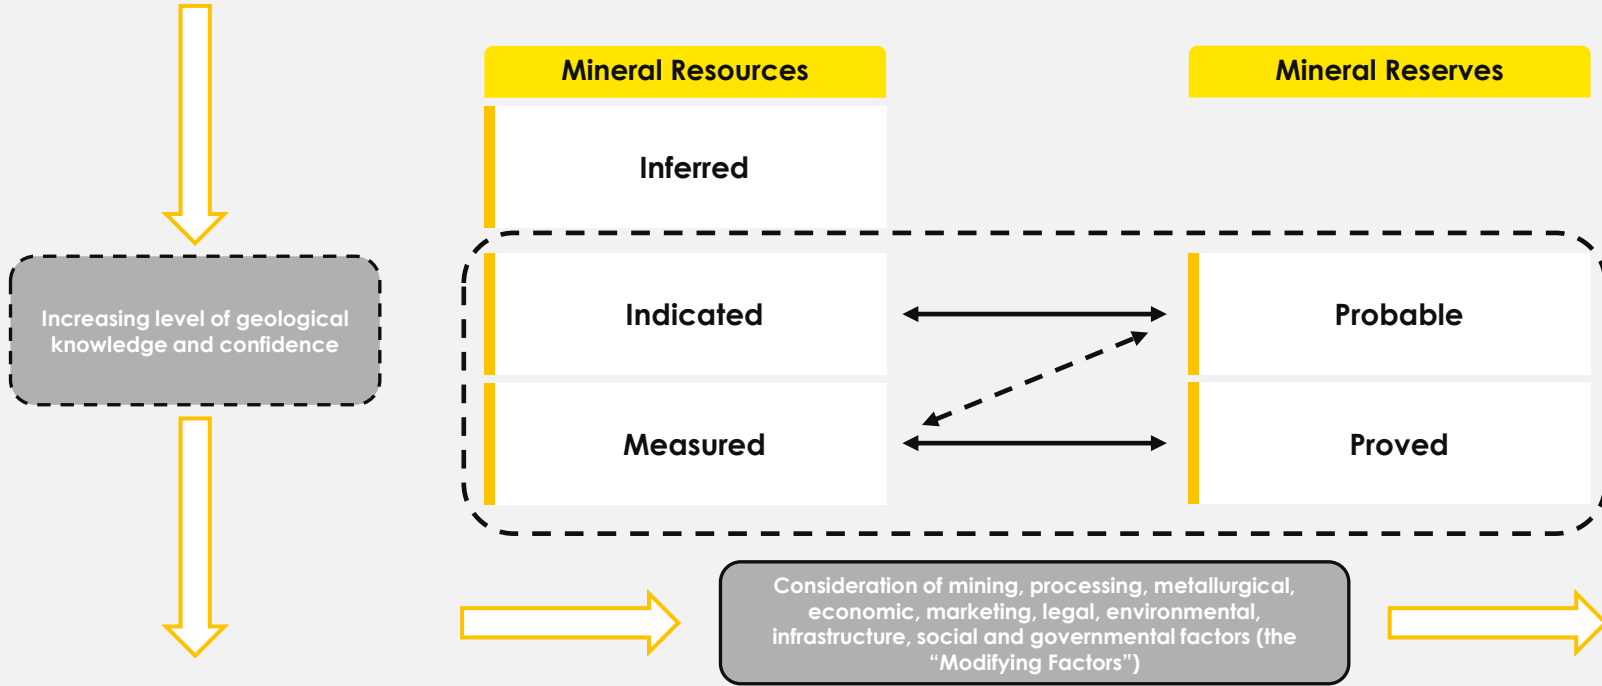 Mineral Resources
Mineral Reserves
Inferred
Increasing level of geological
knowledge and confidence
Indicated
Probable
Measured
Proved
Consideration of mining, processing, metallurgical,
economic, marketing, legal, environmental,
infrastructure, social and governmental factors (the
“Modifying Factors”)